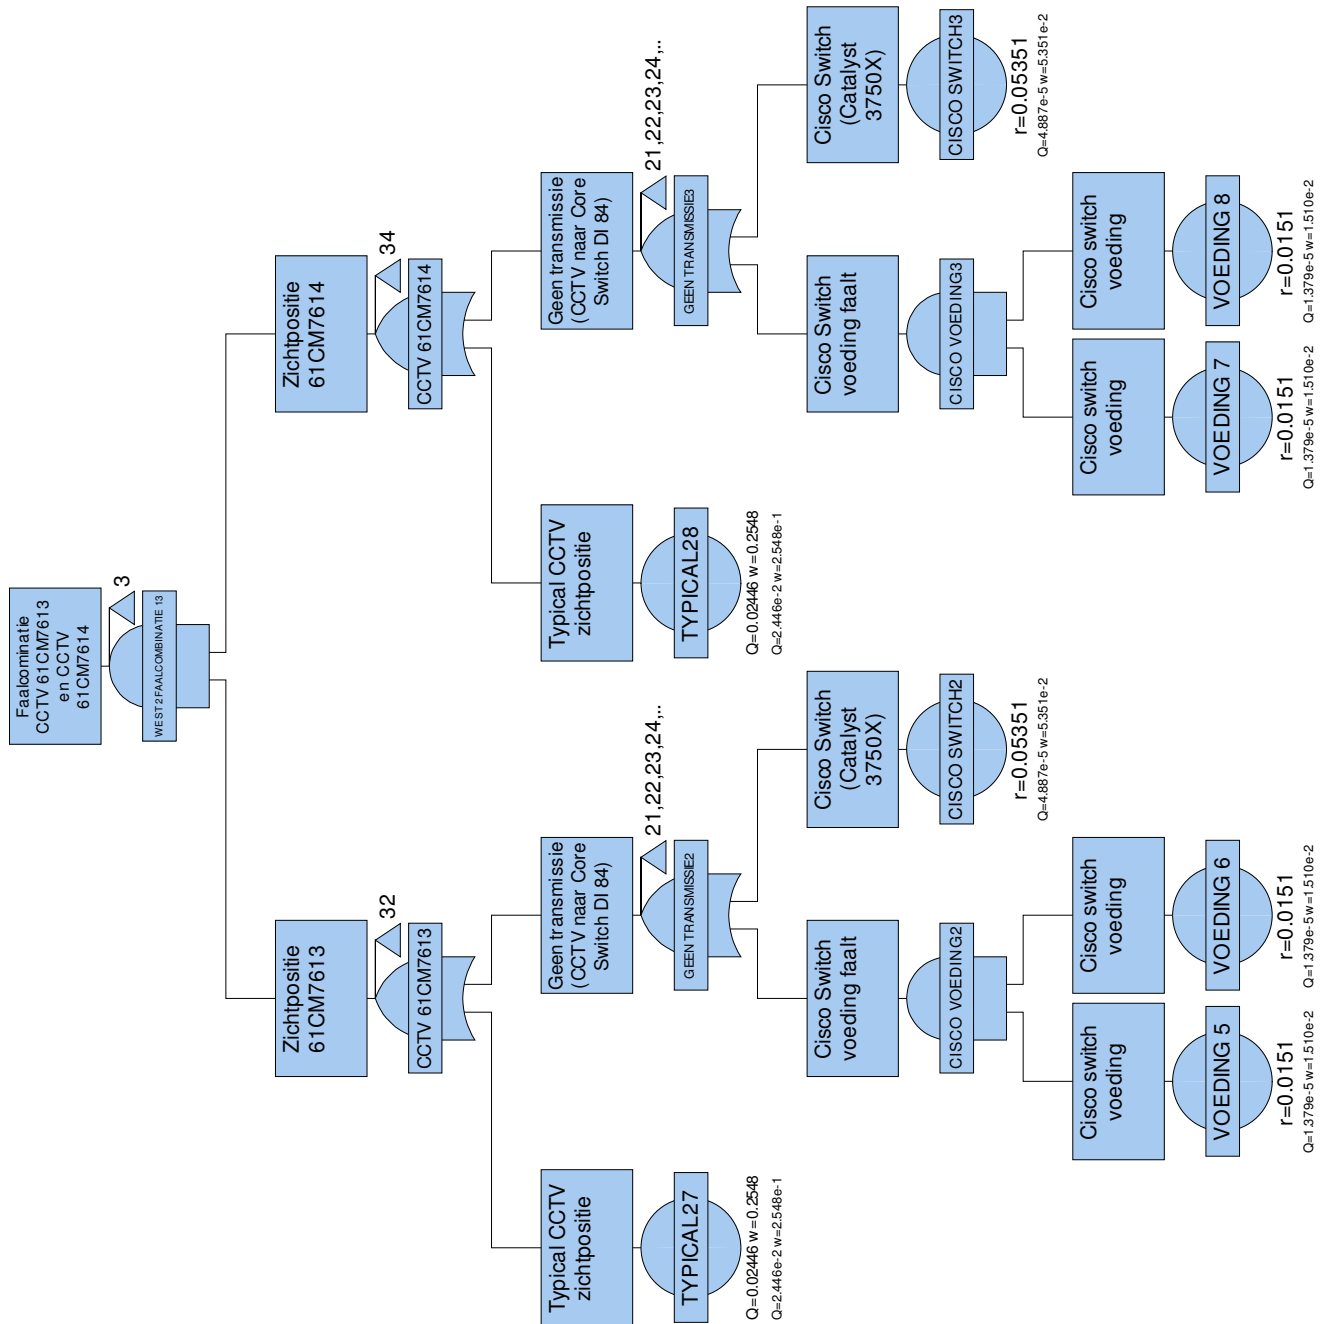 Faalcominatie
CCTV 61CM7613
en CCTV
61CM7614
3
WEST 2 FAALCOMBINATIE 13
Zichtpositie
61CM7613
32
CCTV 61CM7613
Zichtpositie
61CM7614
34
CCTV 61CM7614
Typical CCTV
zichtpositie
TYPICAL27
Q=0.02446 w=0.2548
Q=2.446e-2 w=2.548e-1
Geen transmissie
(CCTV naar Core
Switch DI 84)
21,22,23,24,..
GEEN TRANSMISSIE2
Typical CCTV
zichtpositie
TYPICAL28
Q=0.02446 w=0.2548
Q=2.446e-2 w=2.548e-1
Geen transmissie
(CCTV naar Core
Switch DI 84)
21,22,23,24,..
GEEN TRANSMISSIE3
Cisco Switch
voeding faalt
CISCO VOEDING2
Cisco Switch
(Catalyst
3750X)
CISCO SWITCH2
r=0.05351
Q=4.887e-5 w=5.351e-2
Cisco Switch
voeding faalt
CISCO VOEDING3
Cisco Switch
(Catalyst
3750X)
CISCO SWITCH3
r=0.05351
Q=4.887e-5 w=5.351e-2
Cisco switch
voeding
VOEDING 5
r=0.0151
Q=1.379e-5 w=1.510e-2
Cisco switch
voeding
VOEDING 6
r=0.0151
Q=1.379e-5 w=1.510e-2
Cisco switch
voeding
VOEDING 7
r=0.0151
Q=1.379e-5 w=1.510e-2
Cisco switch
voeding
VOEDING 8
r=0.0151
Q=1.379e-5 w=1.510e-2